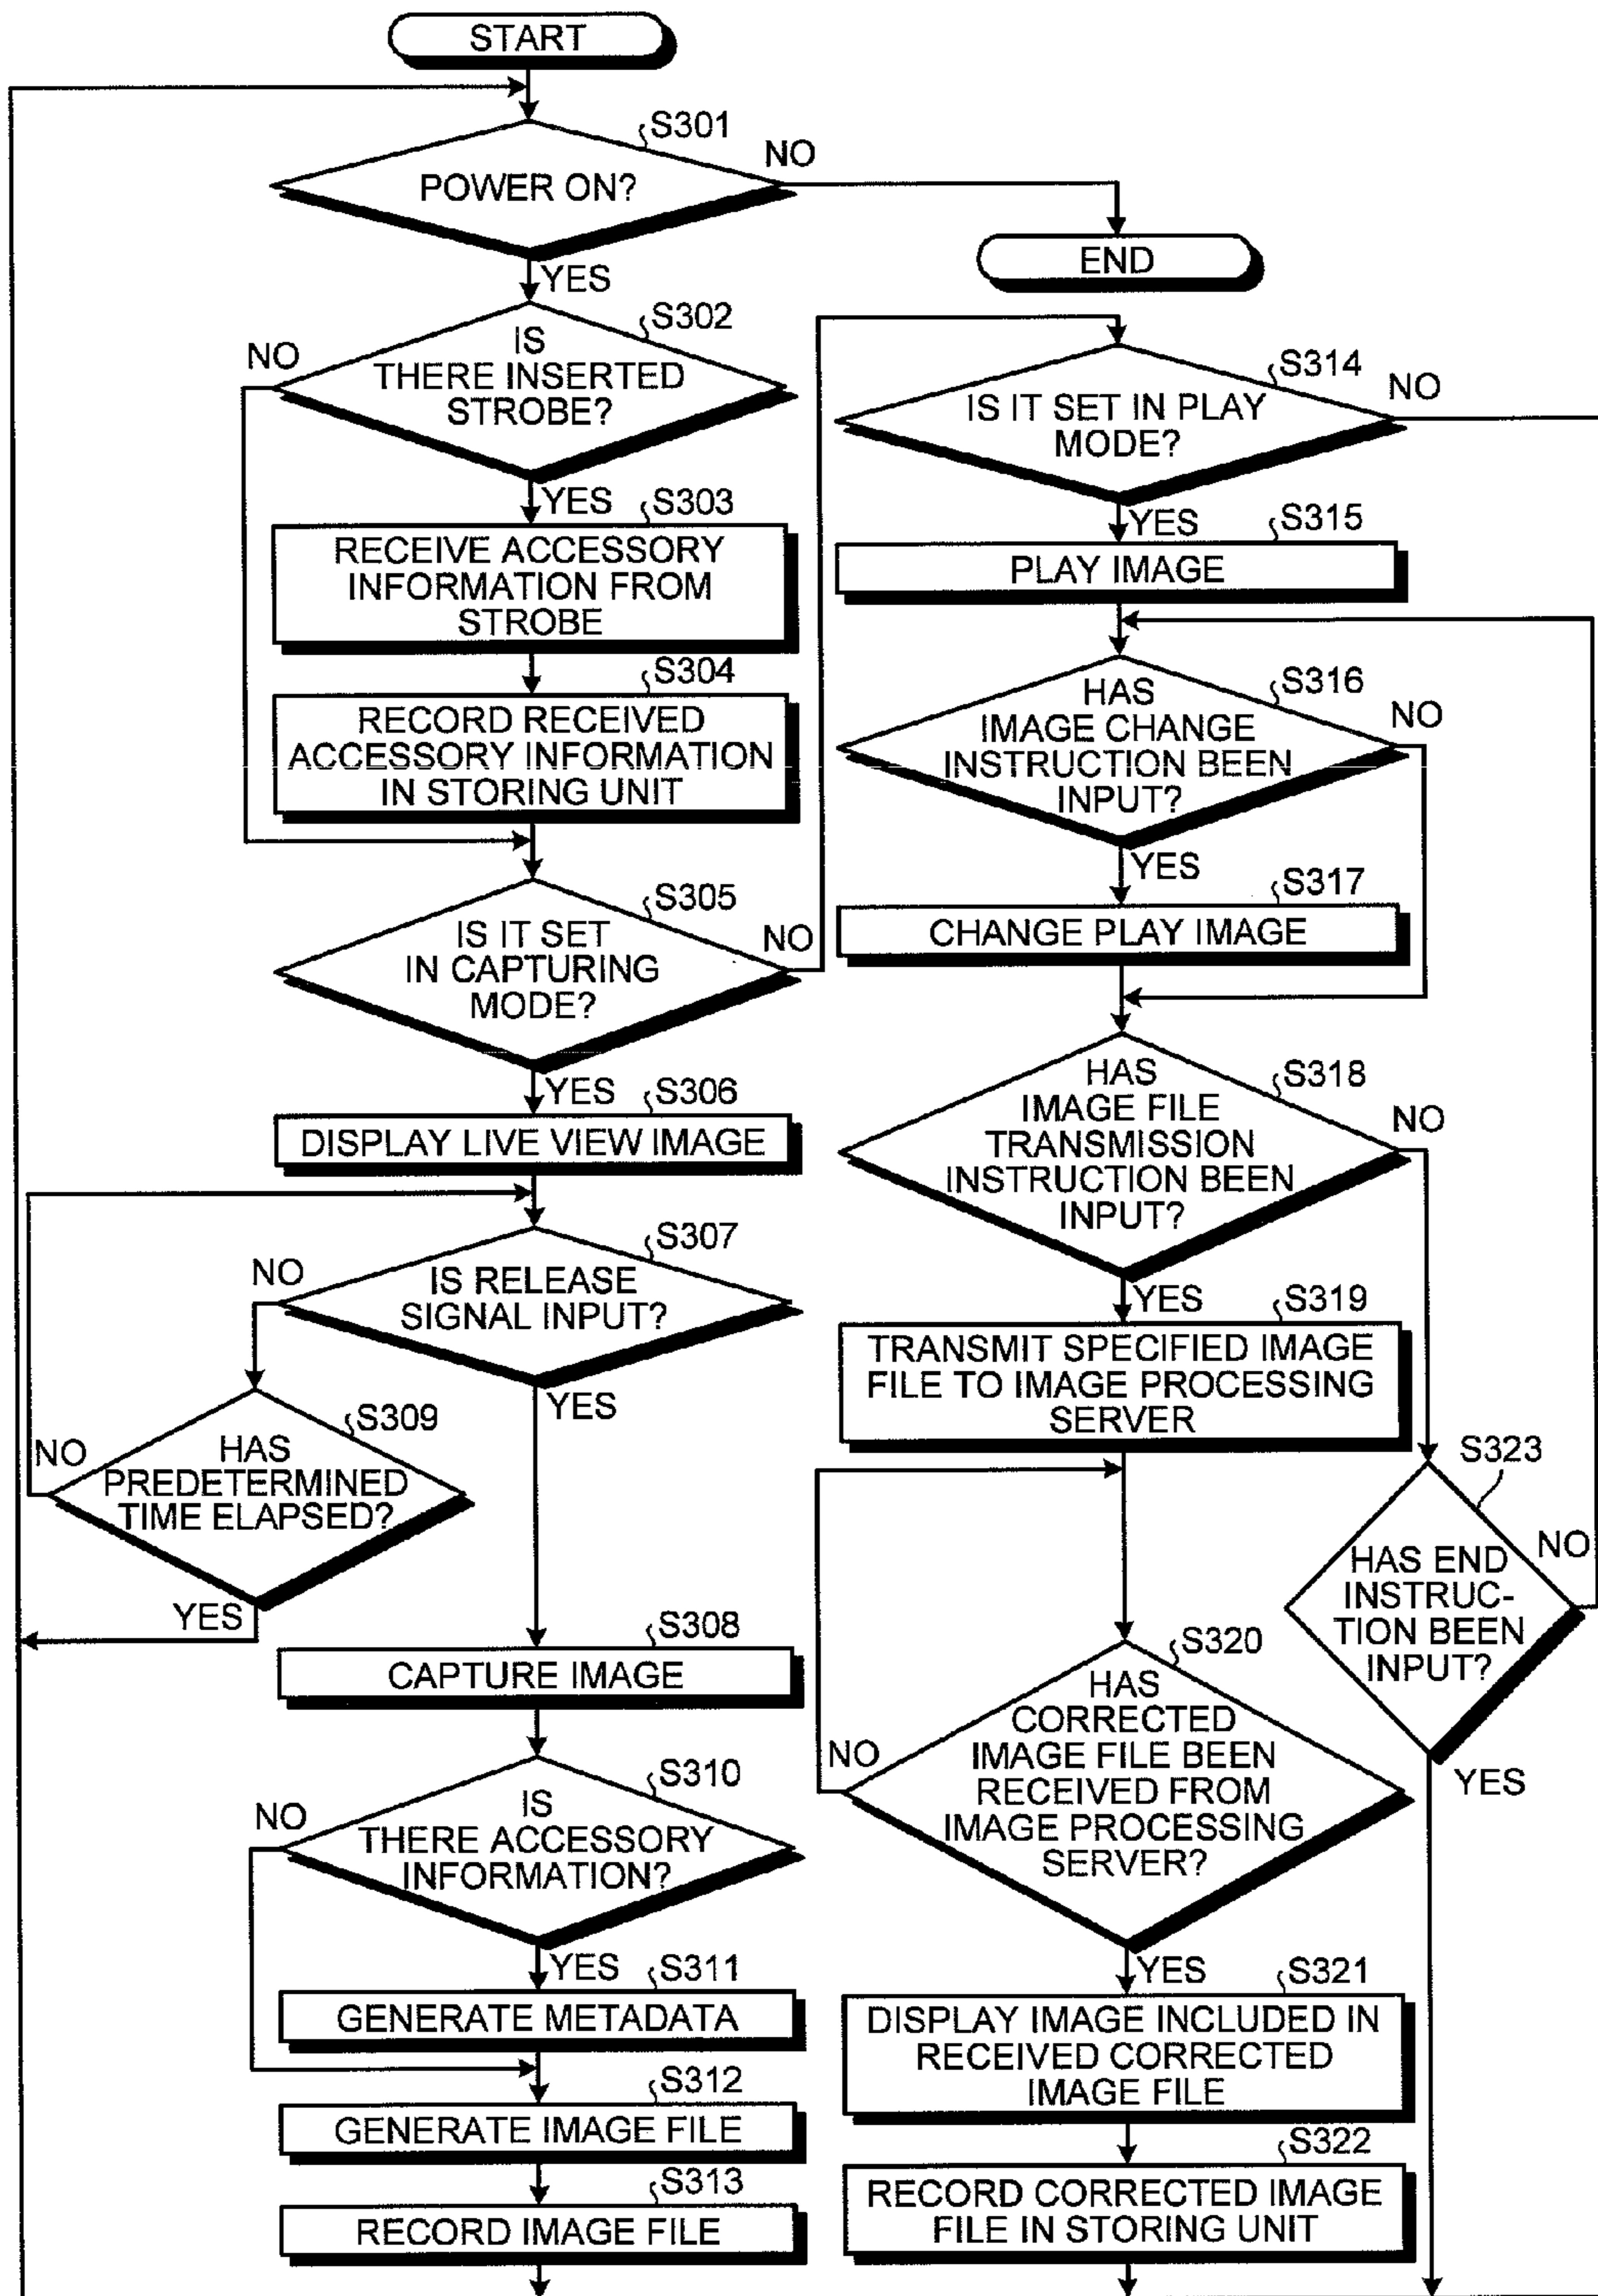 START
S301
POWER ON?
NO
YES
END
S302
IS
THERE INSERTED
STROBE?
NO
YES
S303
RECEIVE ACCESSORY
INFORMATION FROM
STROBE
S304
RECORD RECEIVED
ACCESSORY INFORMATION
IN STORING UNIT
S305
IS IT SET
IN CAPTURING
MODE?
NO
YES
S306
DISPLAY LIVE VIEW IMAGE
S307
IS RELEASE
SIGNAL INPUT?
NO
YES
S309
HAS
PREDETERMINED
TIME ELAPSED?
NO
YES
S308
CAPTURE IMAGE
S310
IS
THERE ACCESSORY
INFORMATION?
NO
YES
S311
GENERATE METADATA
S312
GENERATE IMAGE FILE
S313
RECORD IMAGE FILE
S314
IS IT SET IN PLAY
MODE?
NO
YES
S315
PLAY IMAGE
S316
HAS
IMAGE CHANGE
INSTRUCTION BEEN
INPUT?
NO
YES
S317
CHANGE PLAY IMAGE
S318
HAS
IMAGE FILE
TRANSMISSION
INSTRUCTION BEEN
INPUT?
NO
YES
S319
TRANSMIT SPECIFIED IMAGE
FILE TO IMAGE PROCESSING
SERVER
S323
HAS END
INSTRUC-
TION BEEN
INPUT?
NO
YES
S320
HAS
CORRECTED
IMAGE FILE BEEN
RECEIVED FROM
IMAGE PROCESSING
SERVER?
NO
YES
S321
DISPLAY IMAGE INCLUDED IN
RECEIVED CORRECTED
IMAGE FILE
S322
RECORD CORRECTED IMAGE
FILE IN STORING UNIT